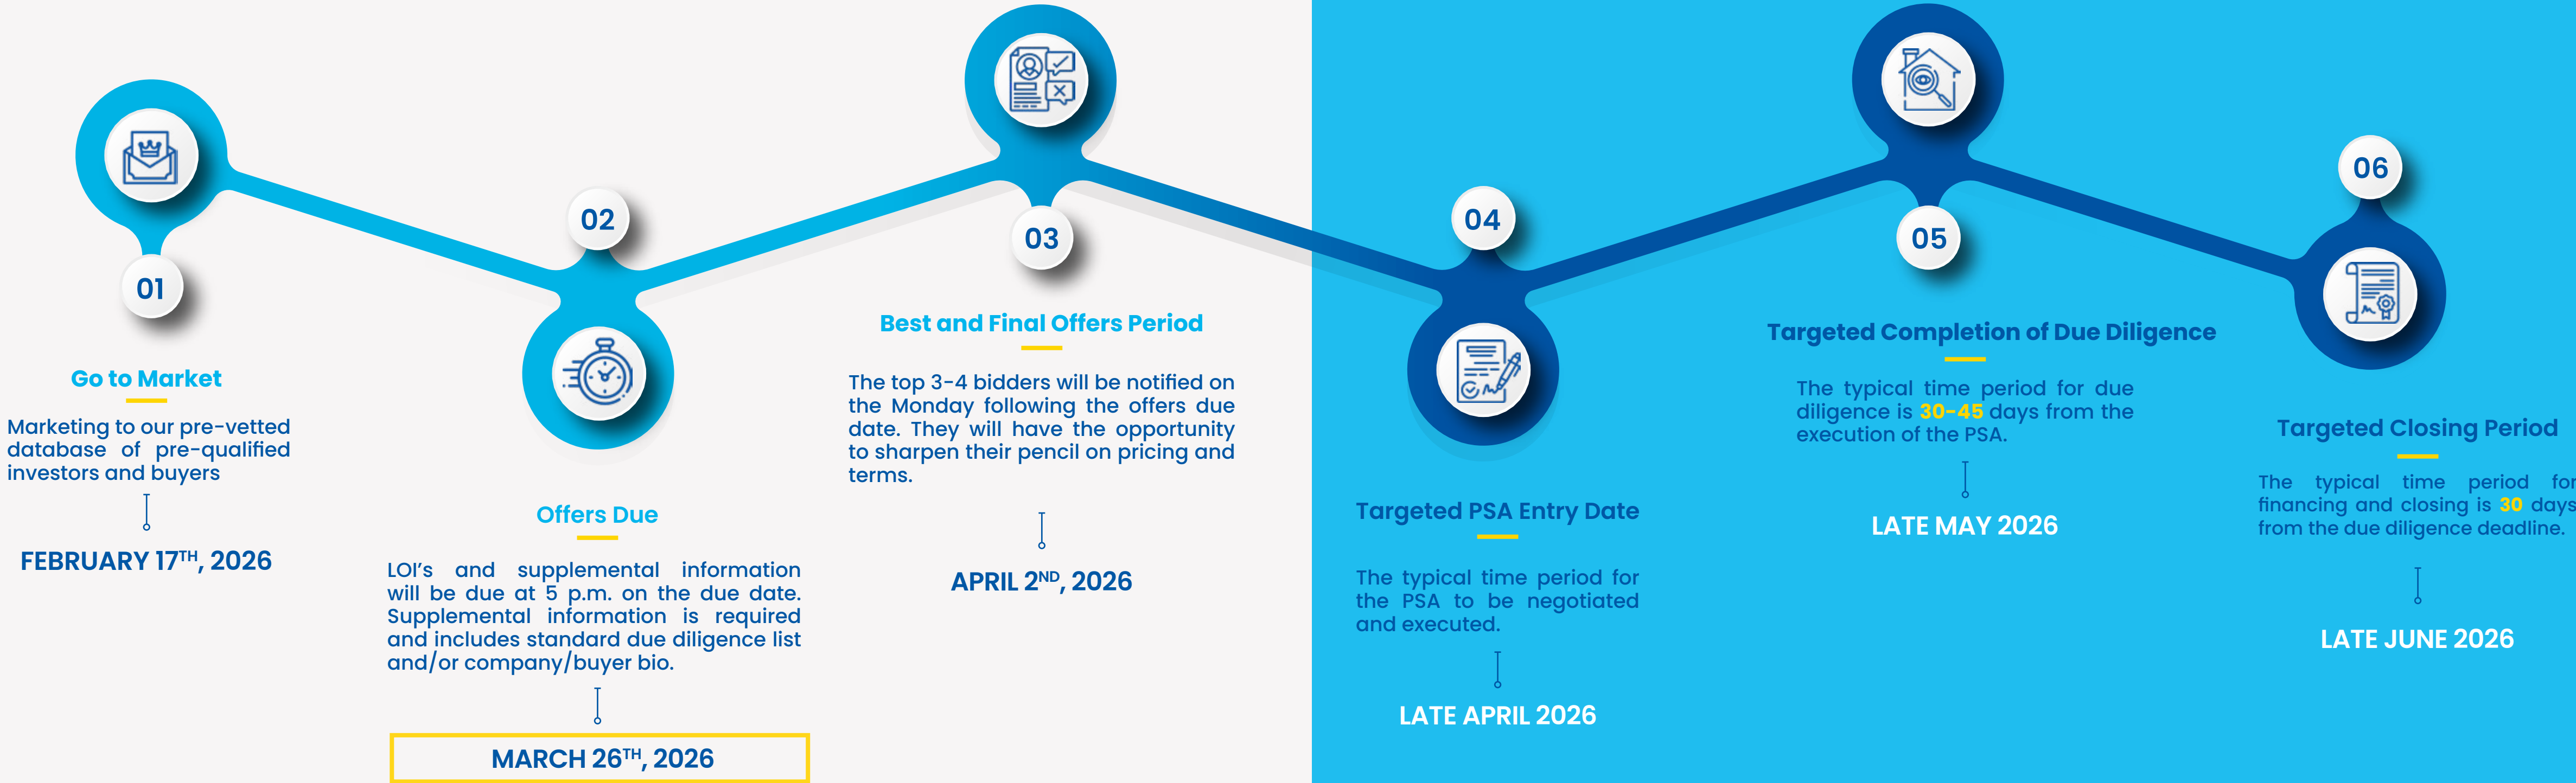 01
Go to Market
Marketing to our pre-vetted
database of pre-qualified
investors and buyers
FEBRUARY 17TH, 2026
02
Offers Due
LOI’s and supplemental information
will be due at 5 p.m. on the due date.
Supplemental information is required
and includes standard due diligence list
and/or company/buyer bio.
MARCH 26TH, 2026
03
Best and Final Offers Period
The top 3-4 bidders will be notified on
the Monday following the offers due
date. They will have the opportunity
to sharpen their pencil on pricing and
terms.
APRIL 2ND, 2026
04
Targeted PSA Entry Date
The typical time period for
the PSA to be negotiated
and executed.
LATE APRIL 2026
05
Targeted Completion of Due Diligence
The typical time period for due
diligence is 30-45 days from the
execution of the PSA.
LATE MAY 2026
06
Targeted Closing Period
The typical time period for
financing and closing is 30 days
from the due diligence deadline.
LATE JUNE 2026